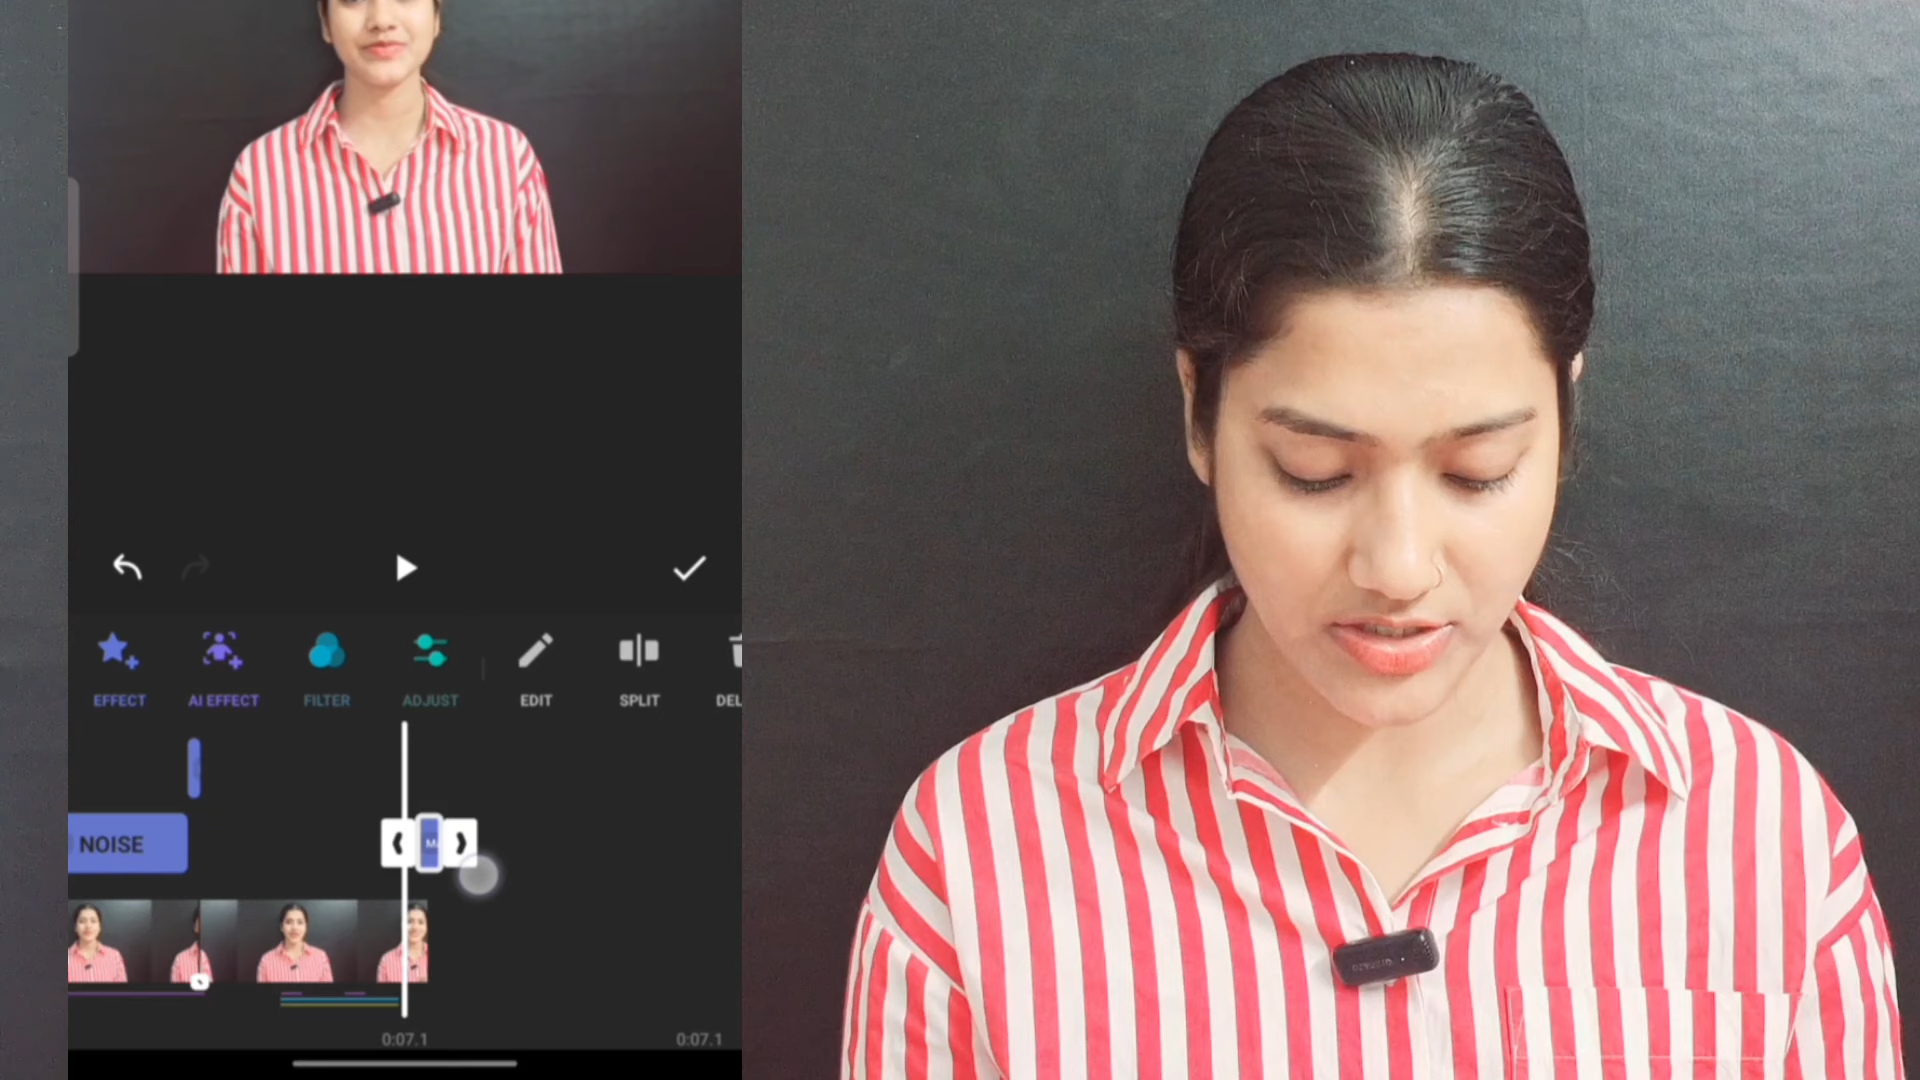 EFFECT AI EFFECT FILTER ADJUST EDIT SPLIT DEL
NOISE
0:07.1 0:07.1